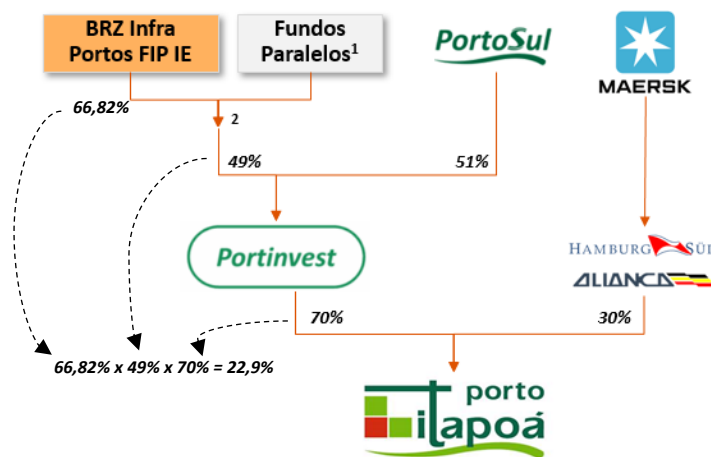 BRZ Infra
Portos FIP IE
Fundos
Paralelos¹
PortoSul
MAERSK
66,82%
2
49%
51%
Portinvest
HAMBURG SÜD
ALIANÇA
70%
30%
66,82% x 49% x 70% = 22,9%
porto
itapoá